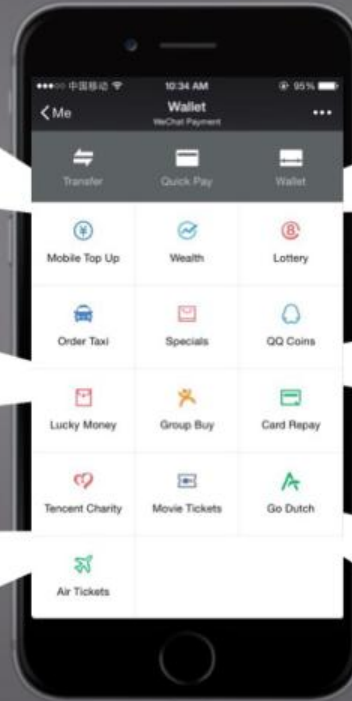 中国移动 10:34 AM 95%
Me Wallet
WeChat Payment
Transfer Quick Pay Wallet
Mobile Top Up Wealth Lottery
Order Taxi Specials QQ Coins
Lucky Money Group Buy Card Repay
Tencent Charity Movie Tickets Go Dutch
Air Tickets